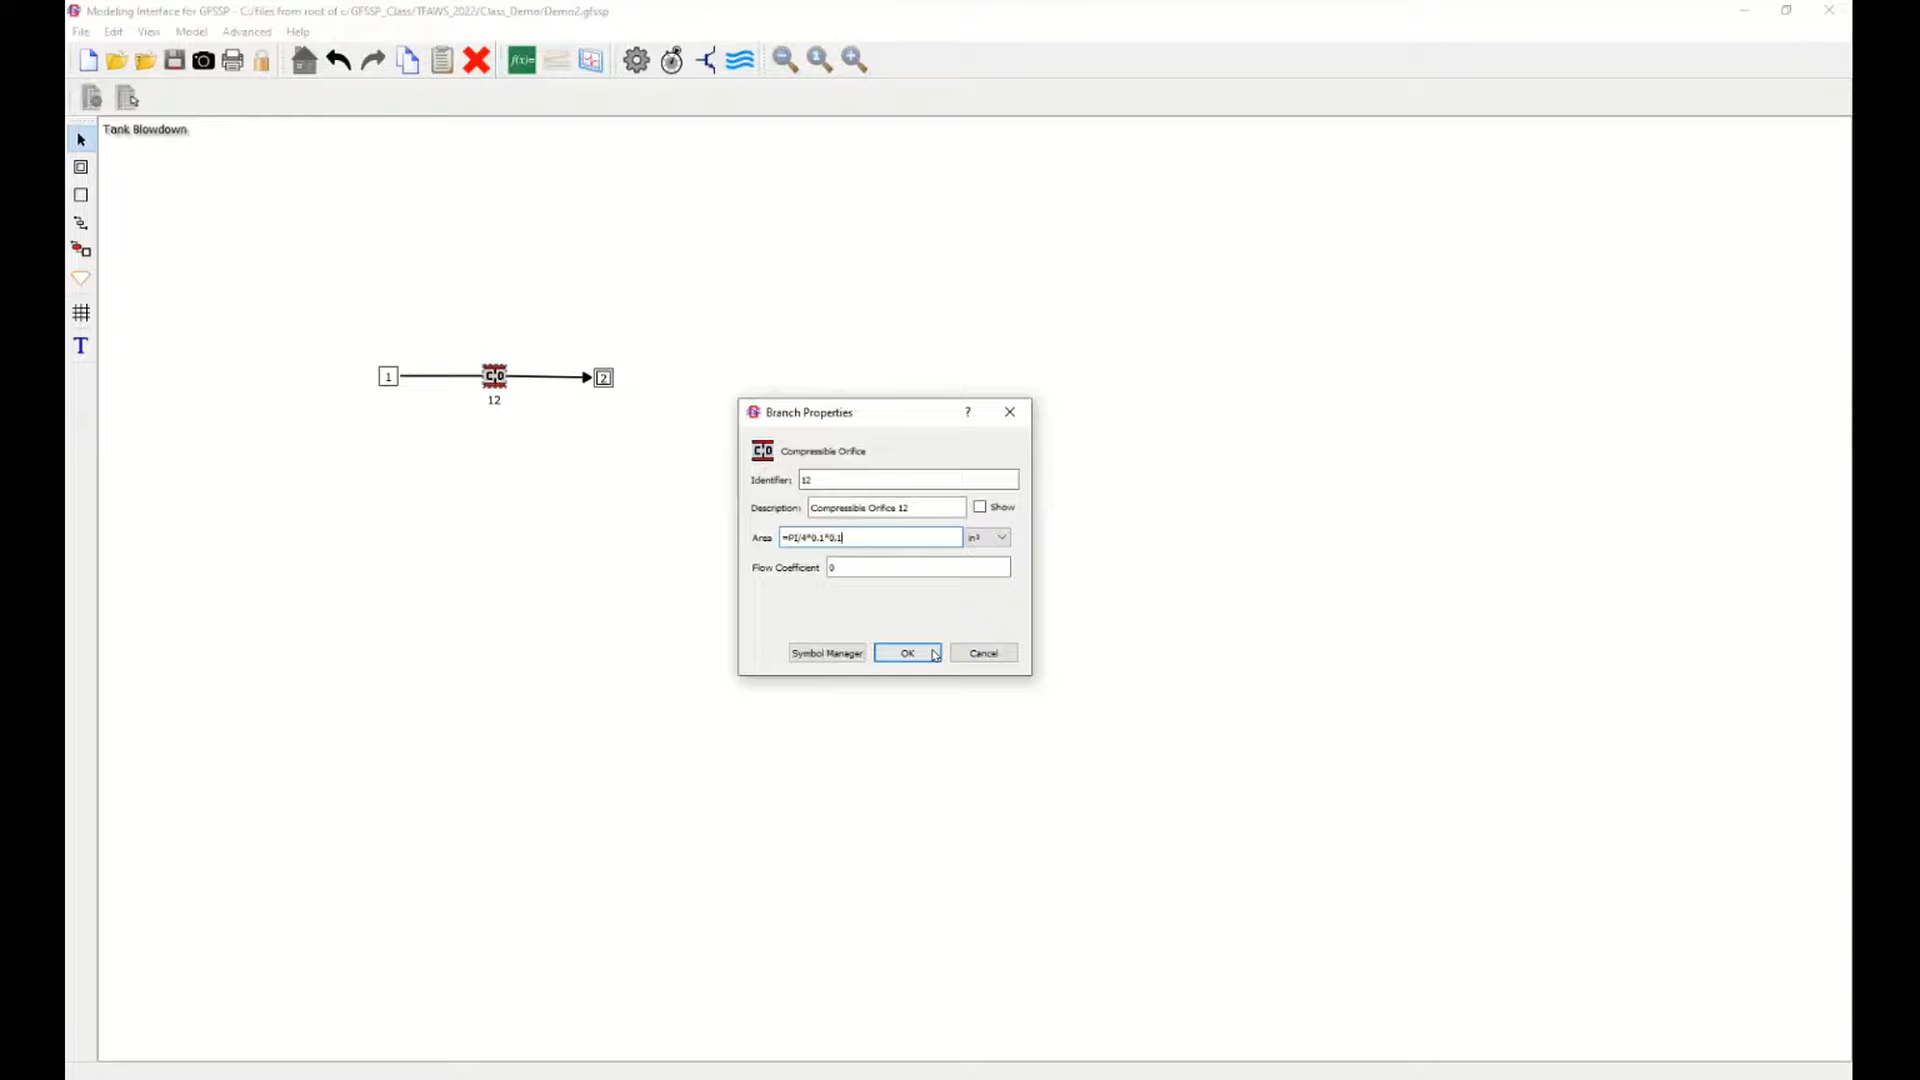 Modeling Interface for GFSSP - C:/files from root of c/GFSSP_Class/TFAWS_2022/Class_Demo/Demo2.gfssp
File Edit View Model Advanced Help
f(x)=
1
Tank Blowdown
T
1
C O
2
12
Branch Properties
?
C O Compressible Orifice
Identifier: 12
Description: Compressible Orifice 12 Show
Area =PI/4*0.1*0.1 in²
Flow Coefficient 0
Symbol Manager OK Cancel